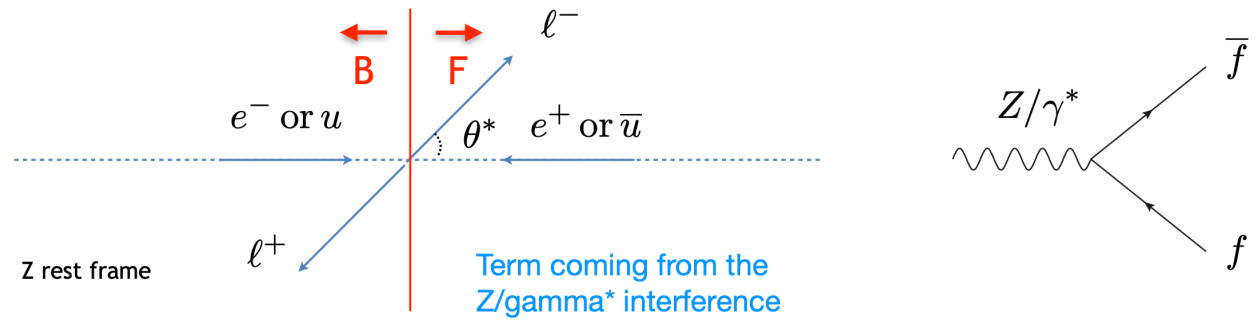 ℓ⁻
B F
e⁻ or u
θ*
e⁺ or u̅
ℓ⁺
Z rest frame
Term coming from the
Z/gamma* interference
f̅
Z/γ*
f